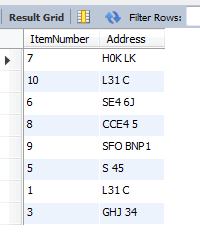 Result Grid Filter Rows:
ItemNumber Address
7 H0K LK
10 L31 C
6 SE4 6J
8 CCE4 5
9 SFO BNP1
5 S 45
1 L31 C
3 GHJ 34